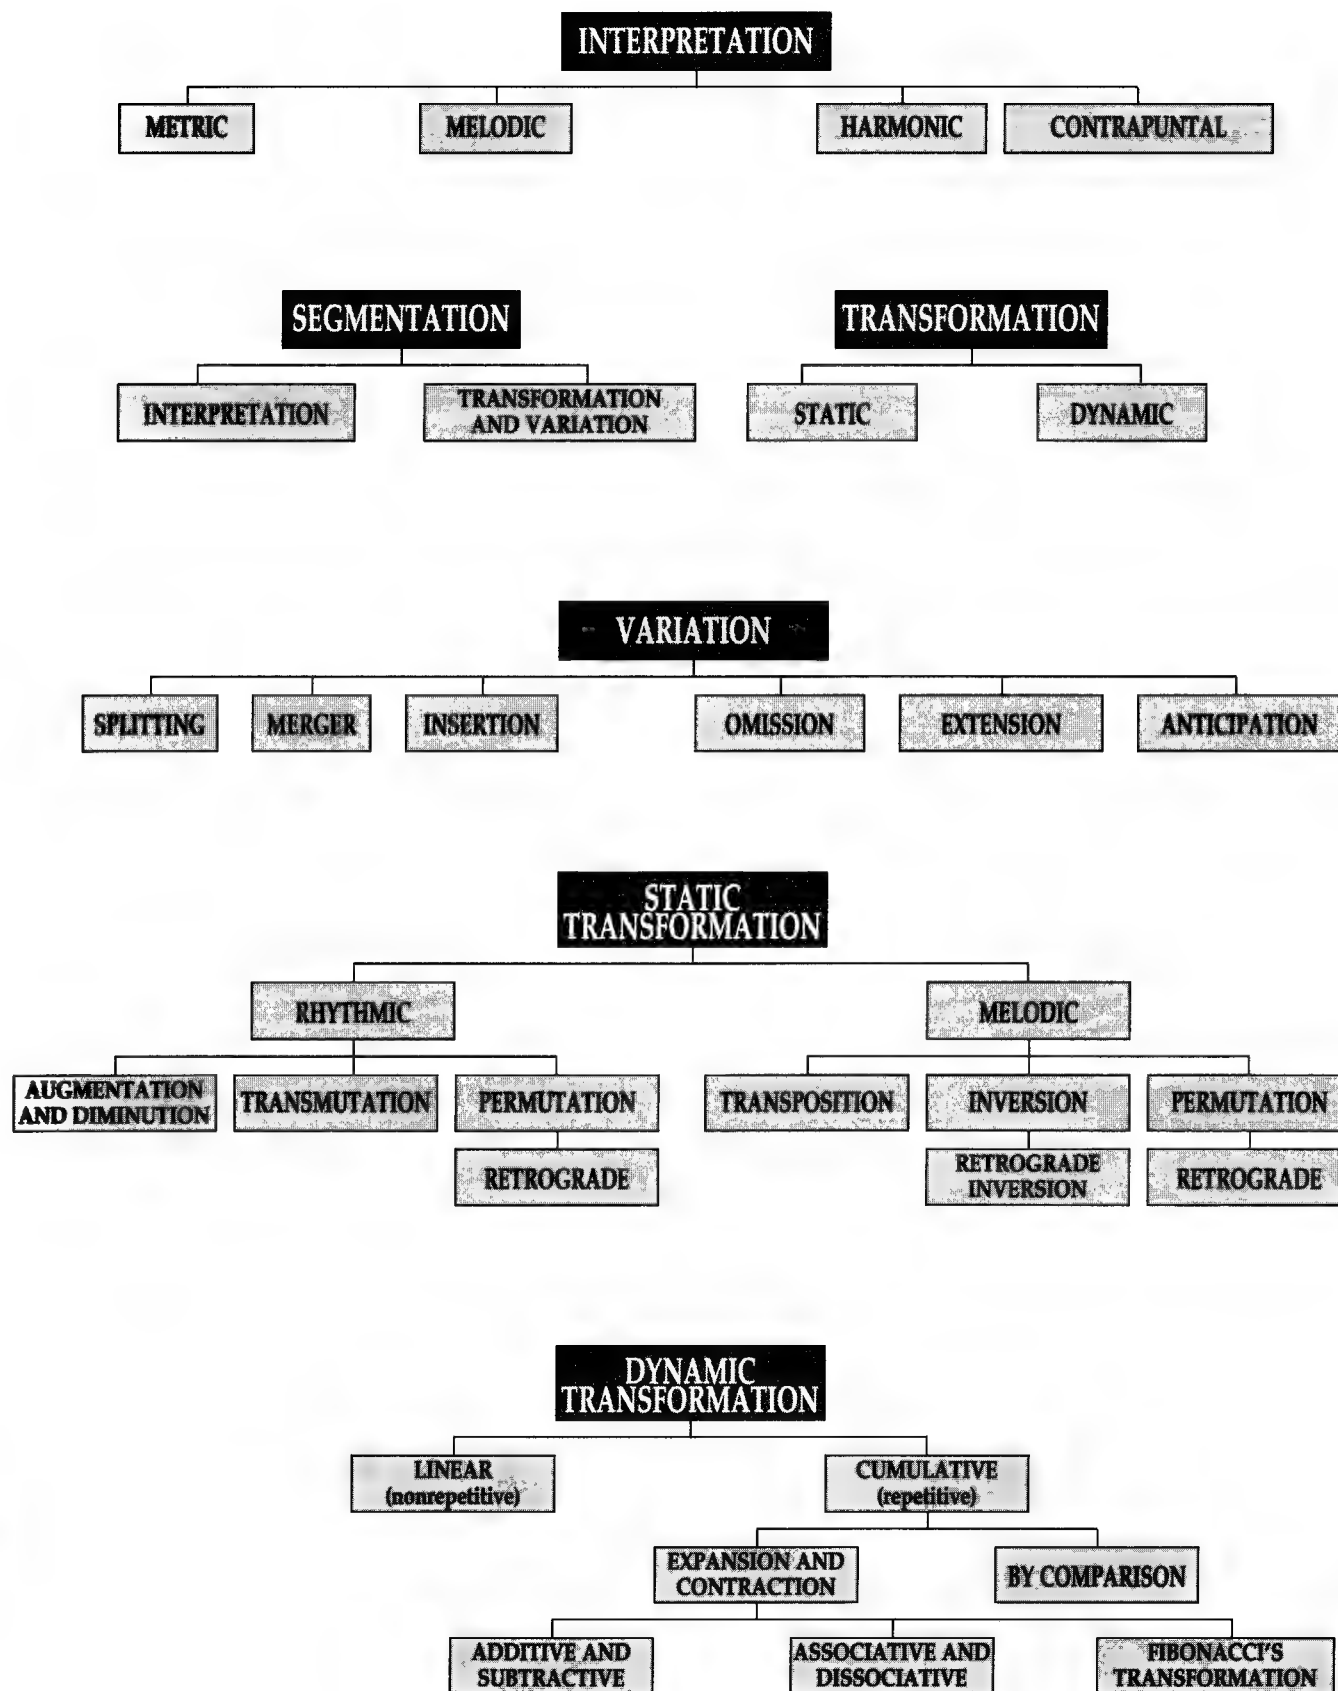 INTERPRETATION
METRIC
MELODIC
HARMONIC
CONTRAPUNTAL
SEGMENTATION
TRANSFORMATION
INTERPRETATION
TRANSFORMATION
AND VARIATION
STATIC
DYNAMIC
VARIATION
SPLITTING
MERGER
INSERTION
OMISSION
EXTENSION
ANTICIPATION
STATIC
TRANSFORMATION
RHYTHMIC
MELODIC
AUGMENTATION
AND DIMINUTION
TRANSMUTATION
PERMUTATION
TRANSPOSITION
INVERSION
PERMUTATION
RETROGRADE
RETROGRADE
INVERSION
RETROGRADE
DYNAMIC
TRANSFORMATION
LINEAR
(nonrepetitive)
CUMULATIVE
(repetitive)
EXPANSION AND
CONTRACTION
BY COMPARISON
ADDITIVE AND
SUBTRACTIVE
ASSOCIATIVE AND
DISSOCIATIVE
FIBONACCI'S
TRANSFORMATION